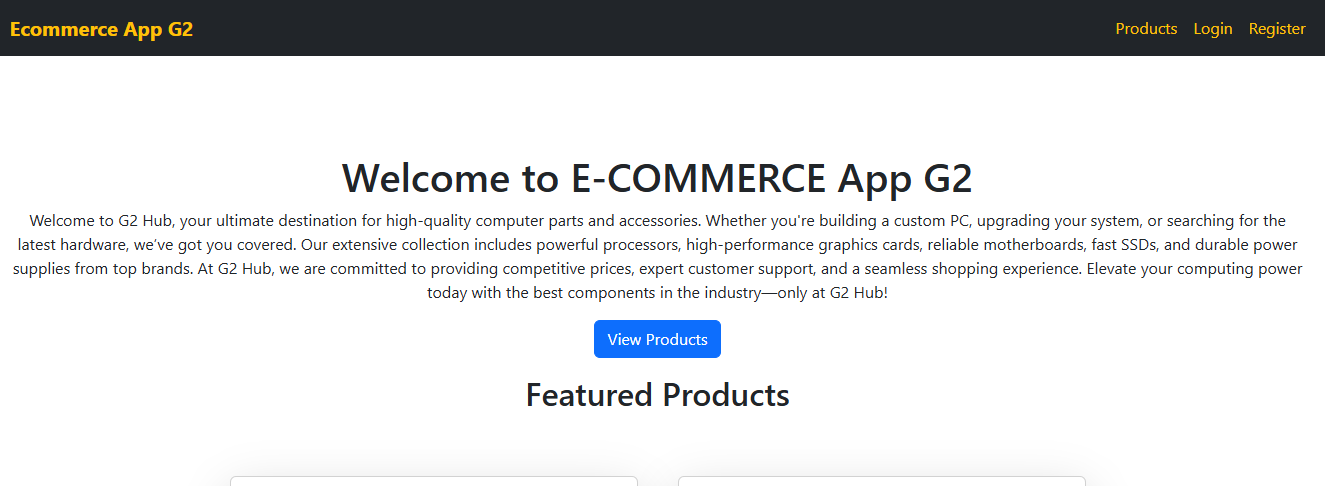 Ecommerce App G2
Products Login Register
Welcome to E-COMMERCE App G2
Welcome to G2 Hub, your ultimate destination for high-quality computer parts and accessories. Whether you're building a custom PC, upgrading your system, or searching for the
latest hardware, we’ve got you covered. Our extensive collection includes powerful processors, high-performance graphics cards, reliable motherboards, fast SSDs, and durable power
supplies from top brands. At G2 Hub, we are committed to providing competitive prices, expert customer support, and a seamless shopping experience. Elevate your computing power
today with the best components in the industry—only at G2 Hub!
View Products
Featured Products